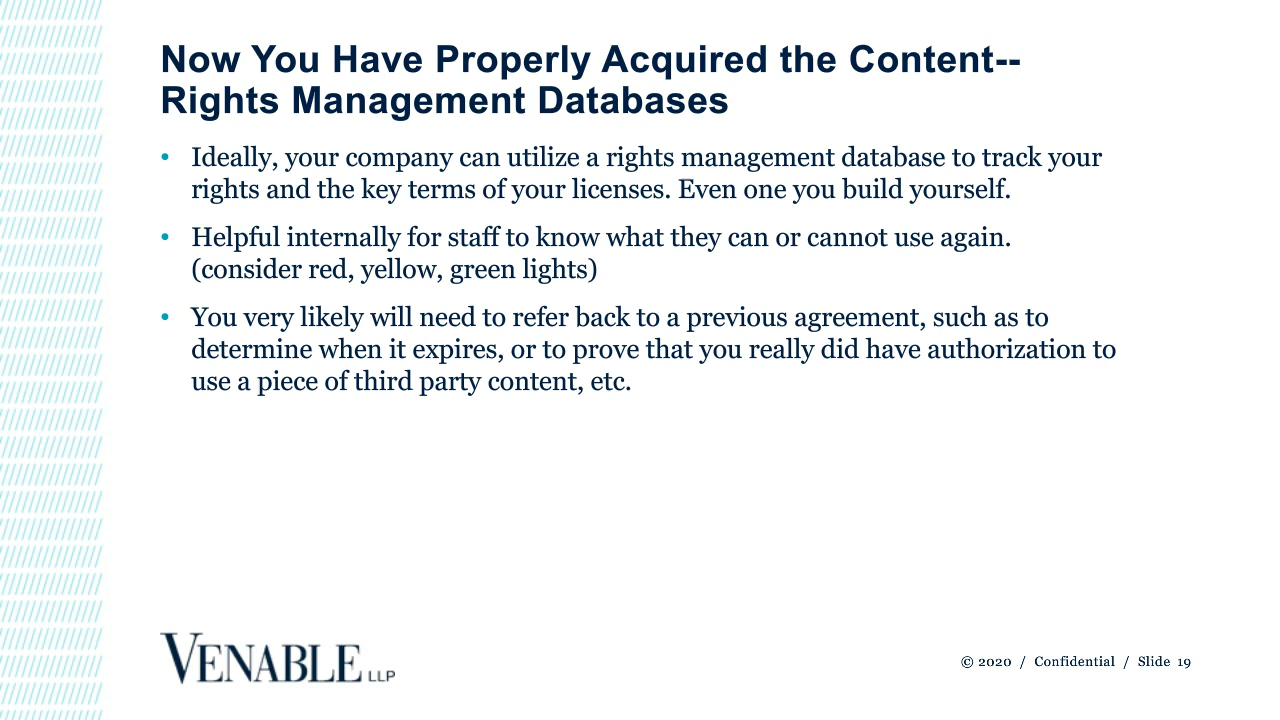 Now You Have Properly Acquired the Content--
Rights Management Databases
• Ideally, your company can utilize a rights management database to track your
rights and the key terms of your licenses. Even one you build yourself.
• Helpful internally for staff to know what they can or cannot use again.
(consider red, yellow, green lights)
• You very likely will need to refer back to a previous agreement, such as to
determine when it expires, or to prove that you really did have authorization to
use a piece of third party content, etc.
VENABLE LLP
© 2020 / Confidential / Slide 19